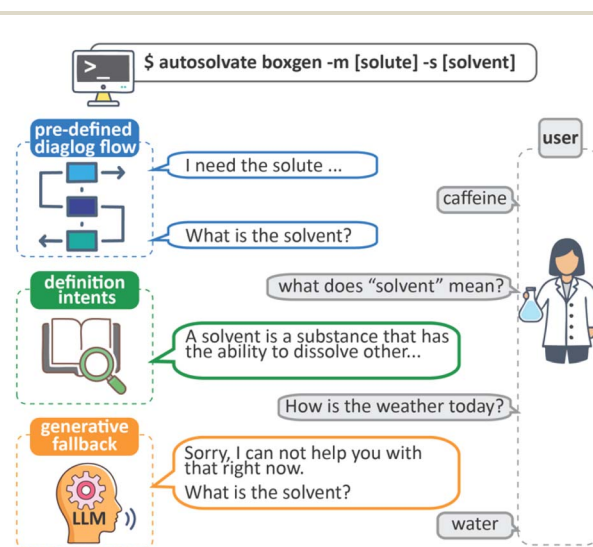 >_
$ autosolvate boxgen -m [solute] -s [solvent]
pre-defined
diaglog flow
user
I need the solute ...
caffeine
What is the solvent?
definition
intents
what does “solvent” mean?
A solvent is a substance that has
the ability to dissolve other...
How is the weather today?
generative
fallback
Sorry, I can not help you with
that right now.
What is the solvent?
LLM
water